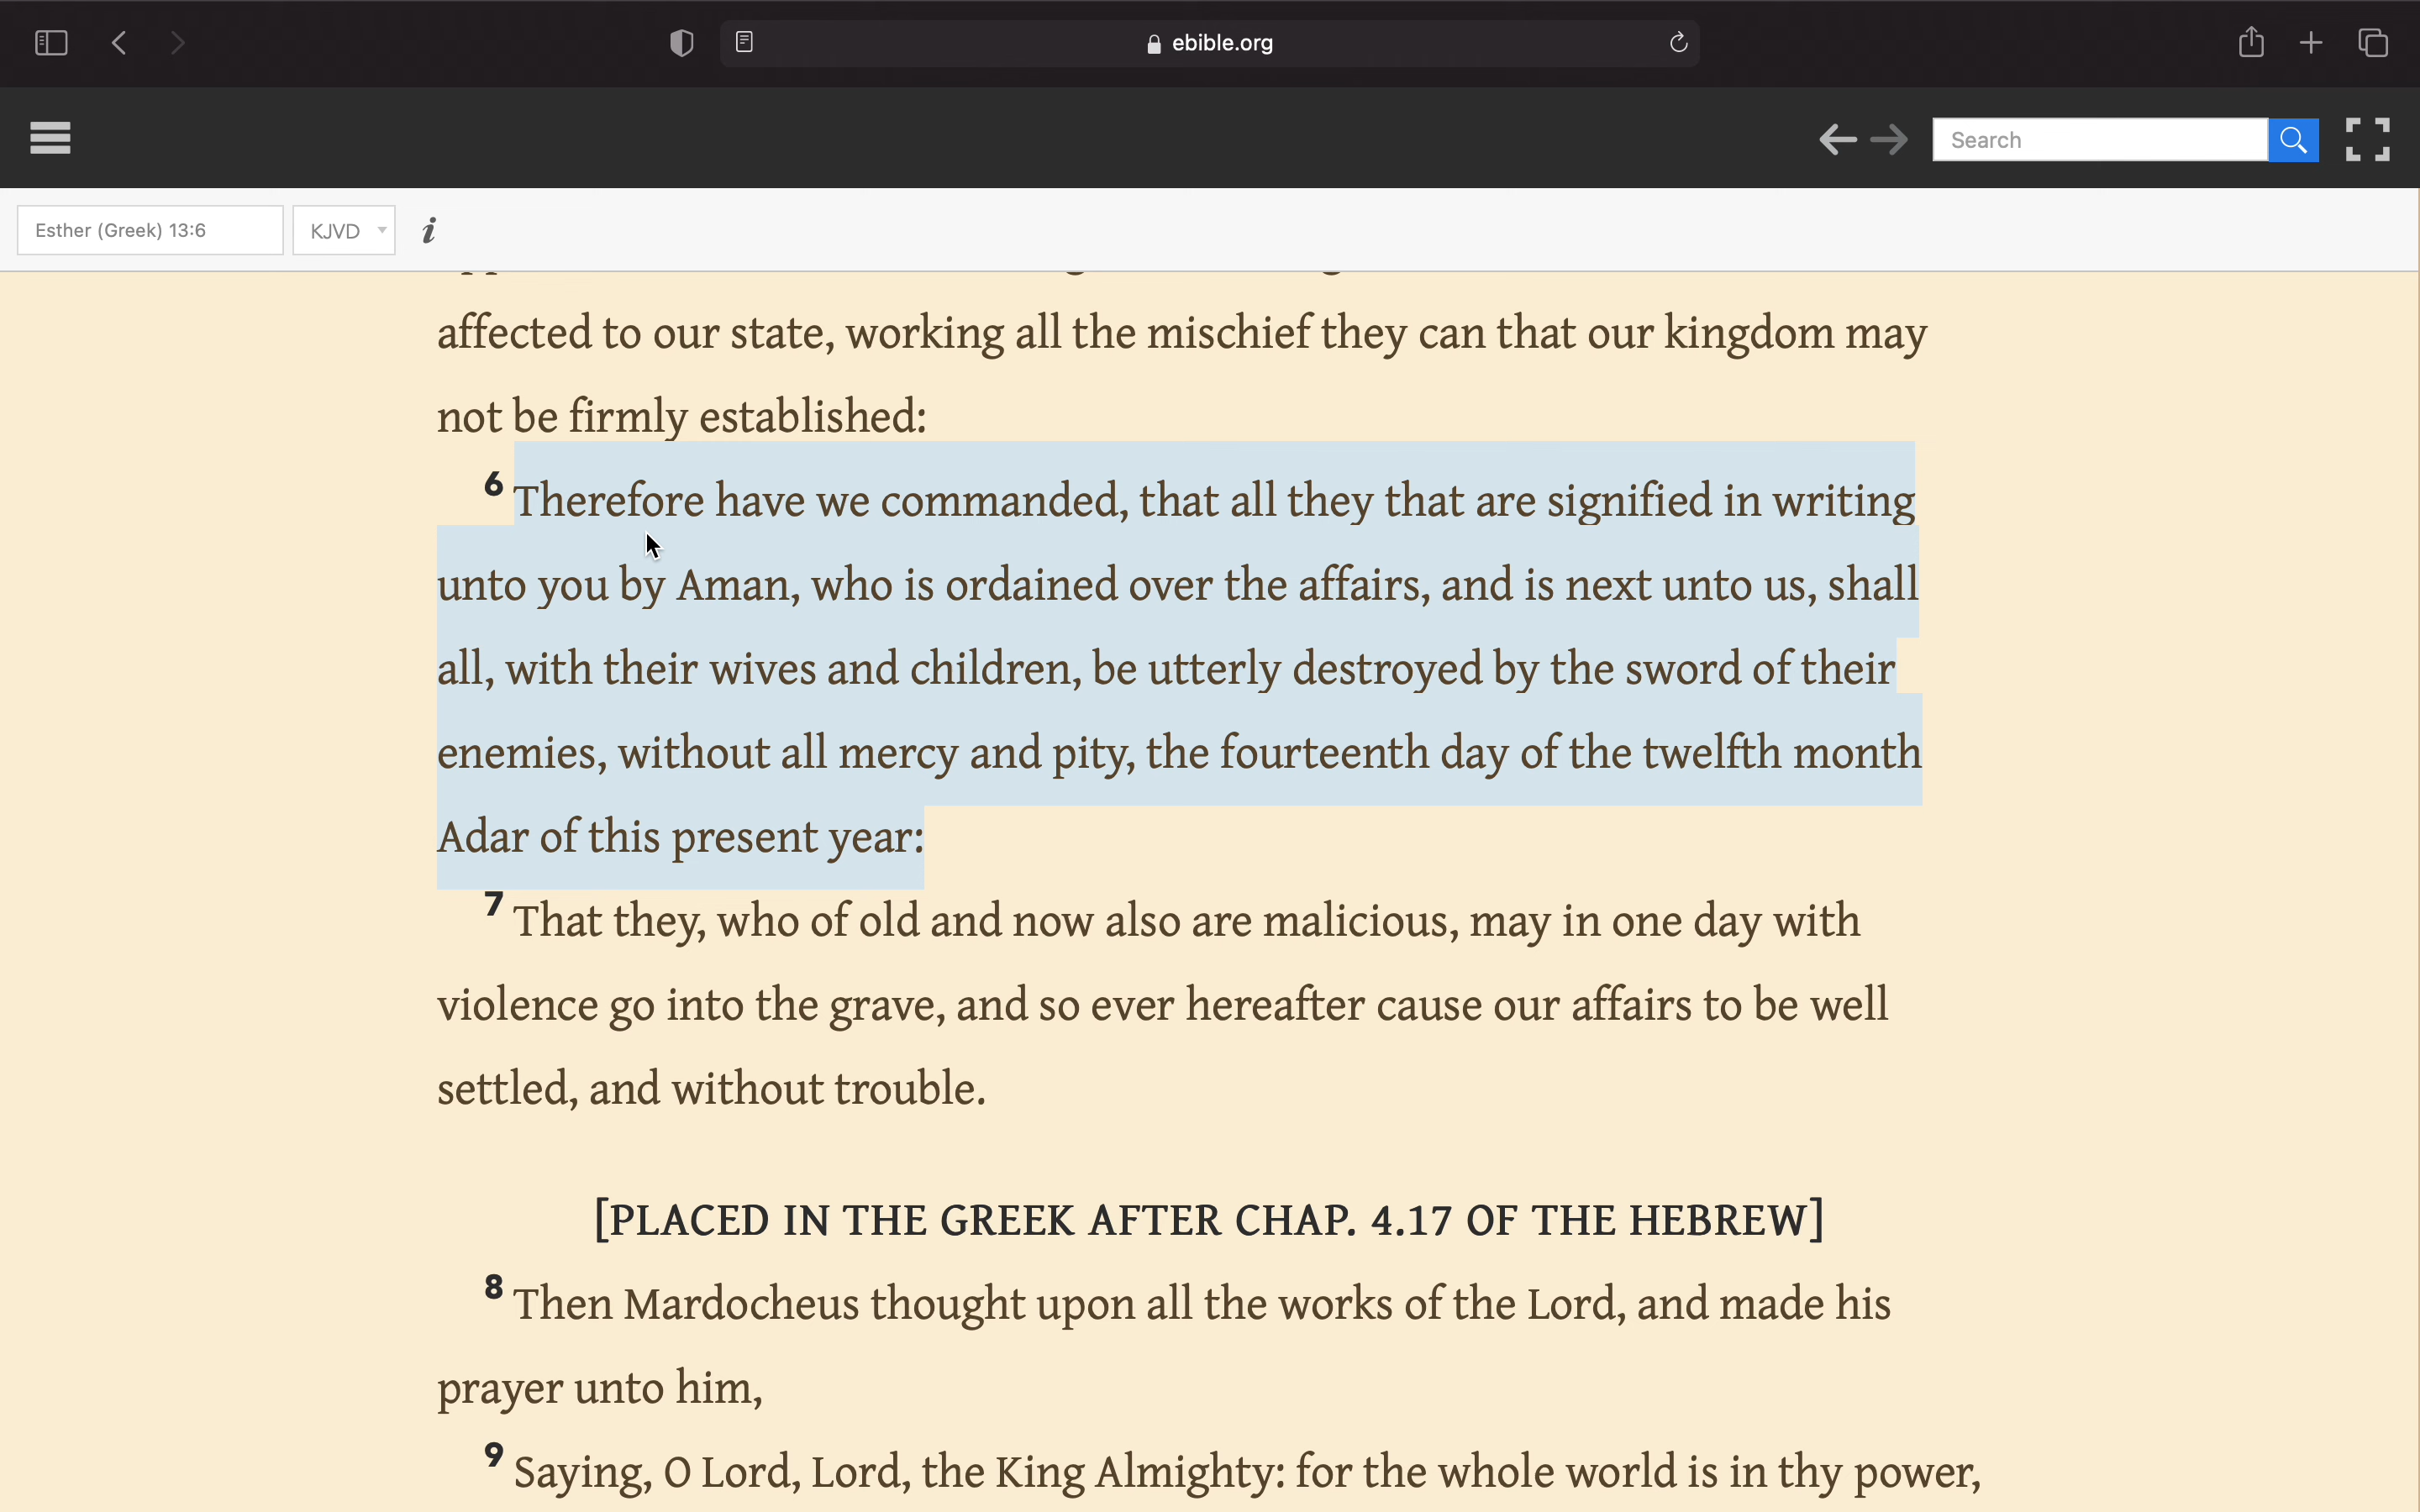 ebible.org
Search
Esther (Greek) 13:6 KJVD i
affected to our state, working all the mischief they can that our kingdom may
not be firmly established:
6 Therefore have we commanded, that all they that are signified in writing
unto you by Aman, who is ordained over the affairs, and is next unto us, shall
all, with their wives and children, be utterly destroyed by the sword of their
enemies, without all mercy and pity, the fourteenth day of the twelfth month
Adar of this present year:
7 That they, who of old and now also are malicious, may in one day with
violence go into the grave, and so ever hereafter cause our affairs to be well
settled, and without trouble.
[PLACED IN THE GREEK AFTER CHAP. 4.17 OF THE HEBREW]
8 Then Mardocheus thought upon all the works of the Lord, and made his
prayer unto him,
9 Saying, O Lord, Lord, the King Almighty: for the whole world is in thy power,